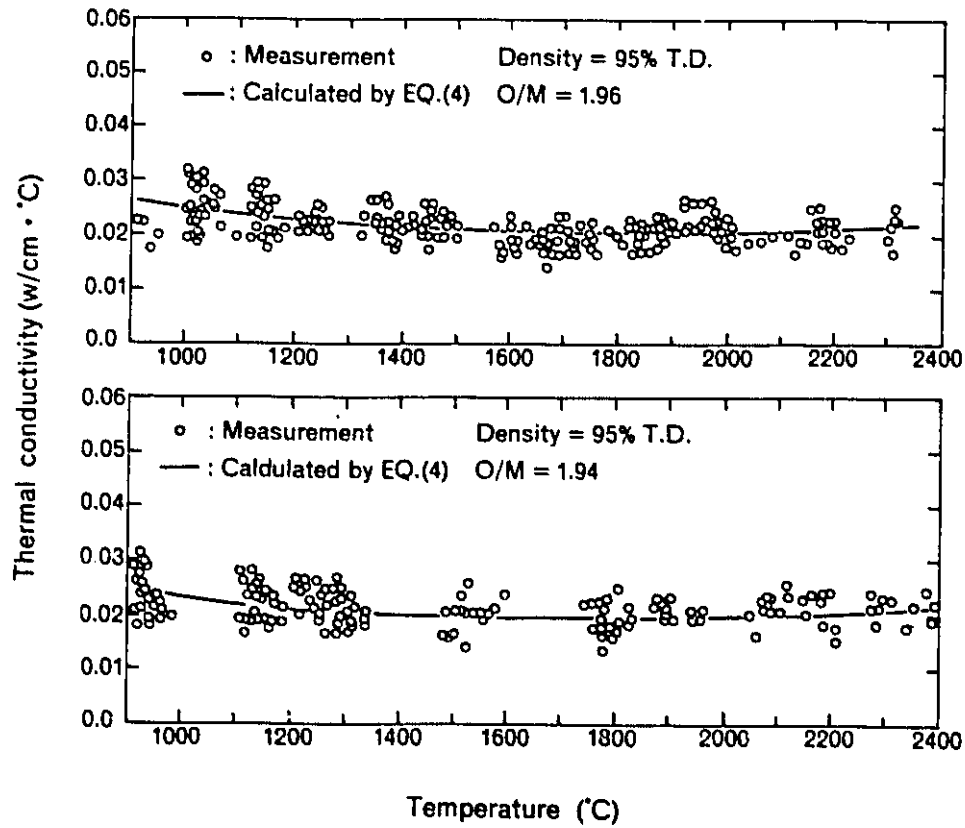 Thermal conductivity (w/cm · °C)
0.06
0.05
0.04
0.03
0.02
0.01
0.0
o : Measurement Density = 95% T.D.
— : Calculated by EQ.(4) O/M = 1.96
1000 1200 1400 1600 1800 2000 2200 2400
0.06
0.05
0.04
0.03
0.02
0.01
0.0
o : Measurement Density = 95% T.D.
— : Caldulated by EQ.(4) O/M = 1.94
1000 1200 1400 1600 1800 2000 2200 2400
Temperature (°C)